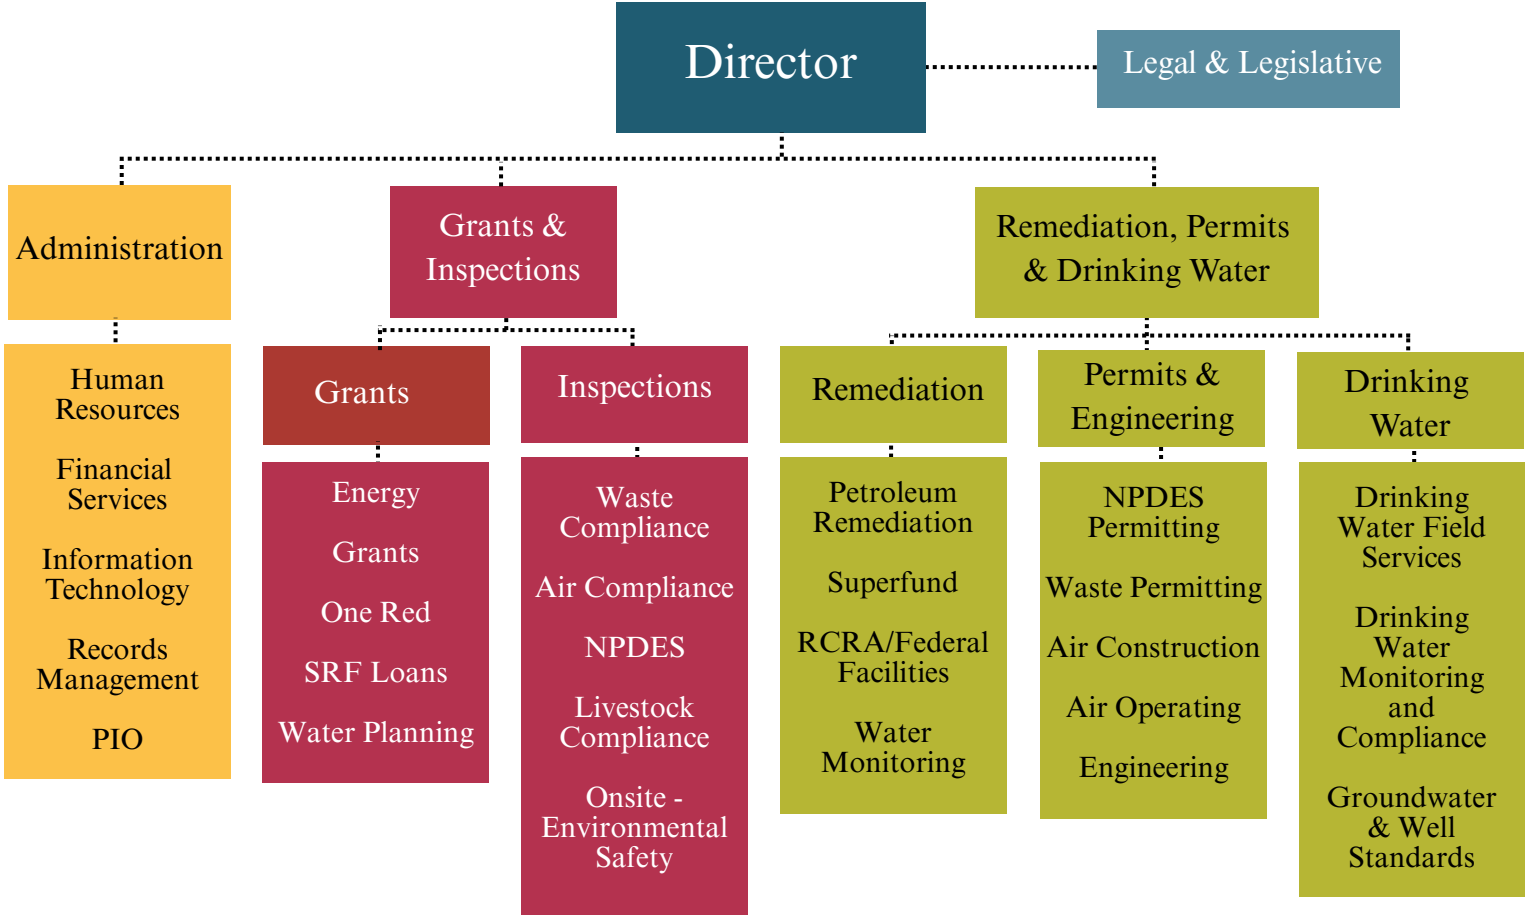 Director
Legal & Legislative
Administration
Grants &
Inspections
Remediation, Permits
& Drinking Water
Human
Resources
Financial
Services
Information
Technology
Records
Management
PIO
Grants
Energy
Grants
One Red
SRF Loans
Water Planning
Inspections
Waste
Compliance
Air Compliance
NPDES
Livestock
Compliance
Onsite -
Environmental
Safety
Remediation
Petroleum
Remediation
Superfund
RCRA/Federal
Facilities
Water
Monitoring
Permits &
Engineering
NPDES
Permitting
Waste Permitting
Air Construction
Air Operating
Engineering
Drinking
Water
Drinking
Water Field
Services
Drinking
Water
Monitoring
and
Compliance
Groundwater
& Well
Standards